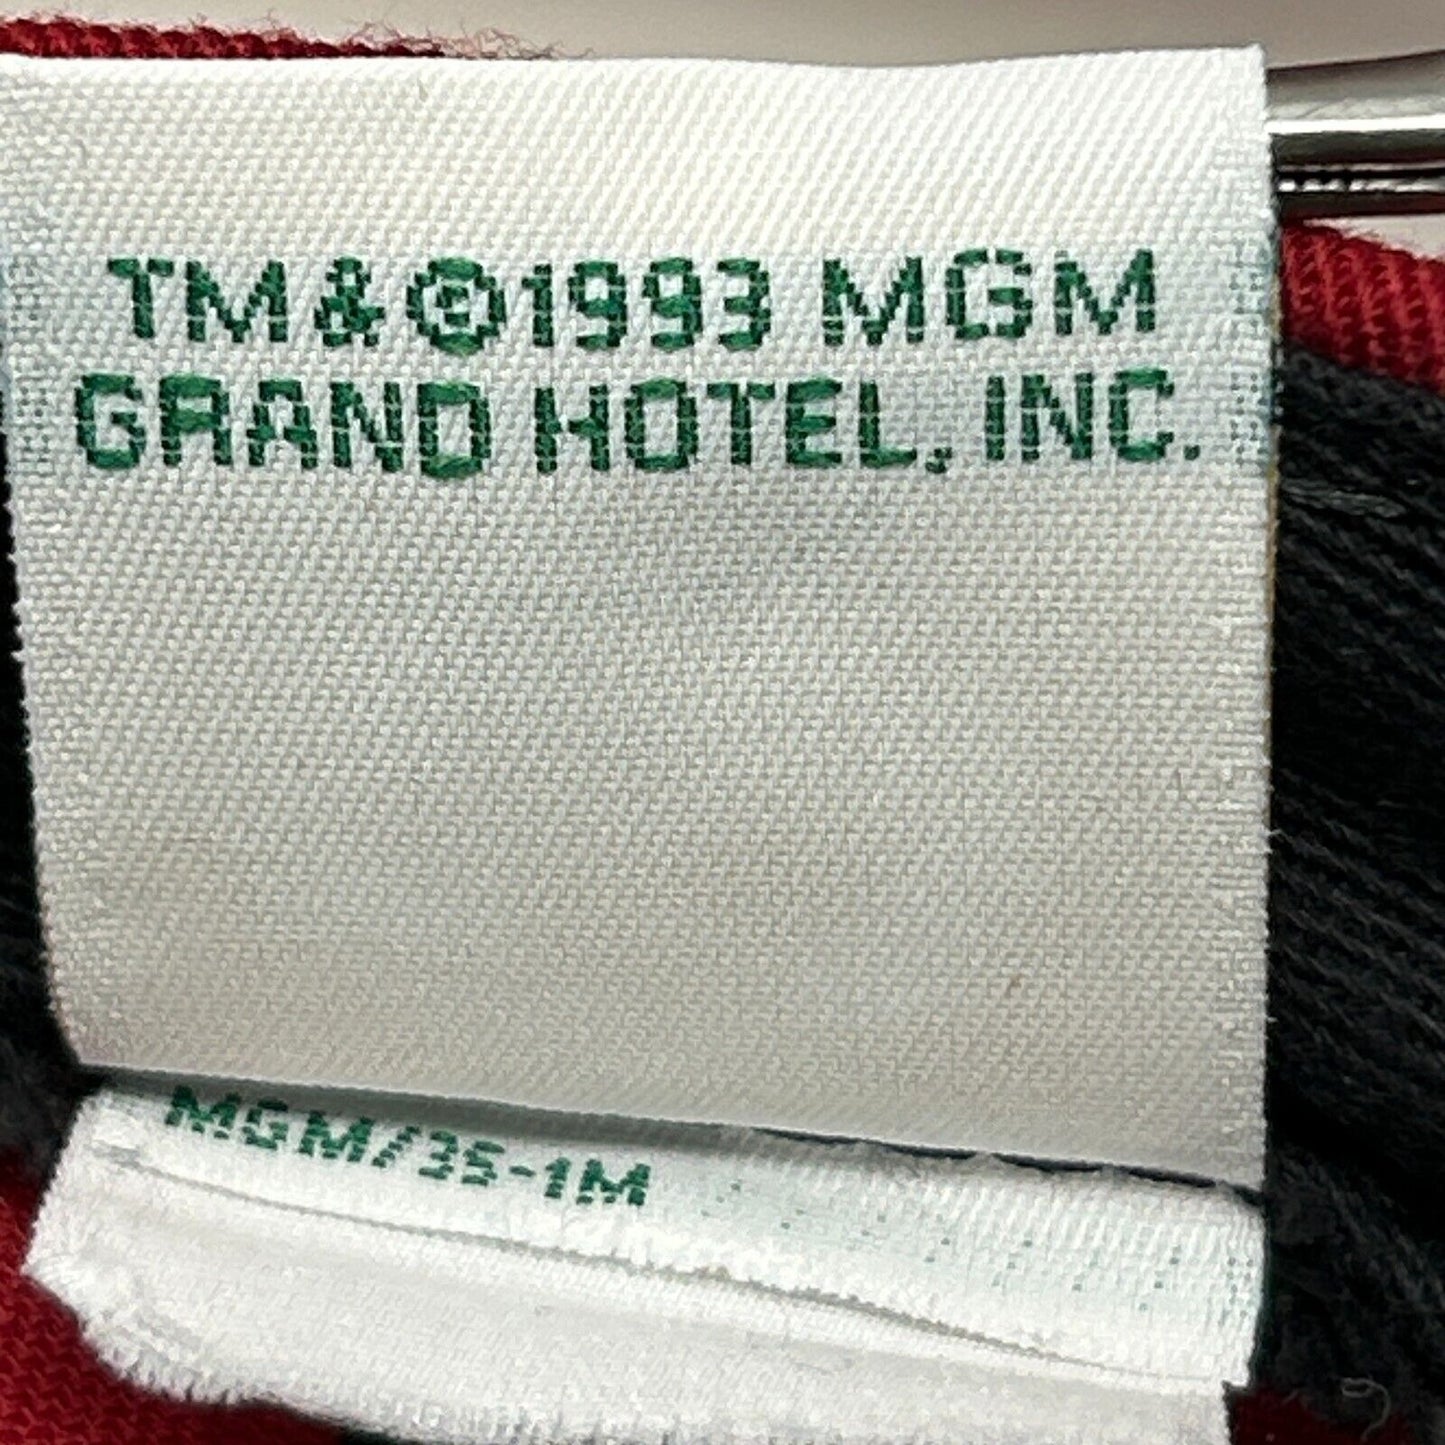 TM&©1993 MGM
GRAND HOTEL, INC.
MGM/35-1M